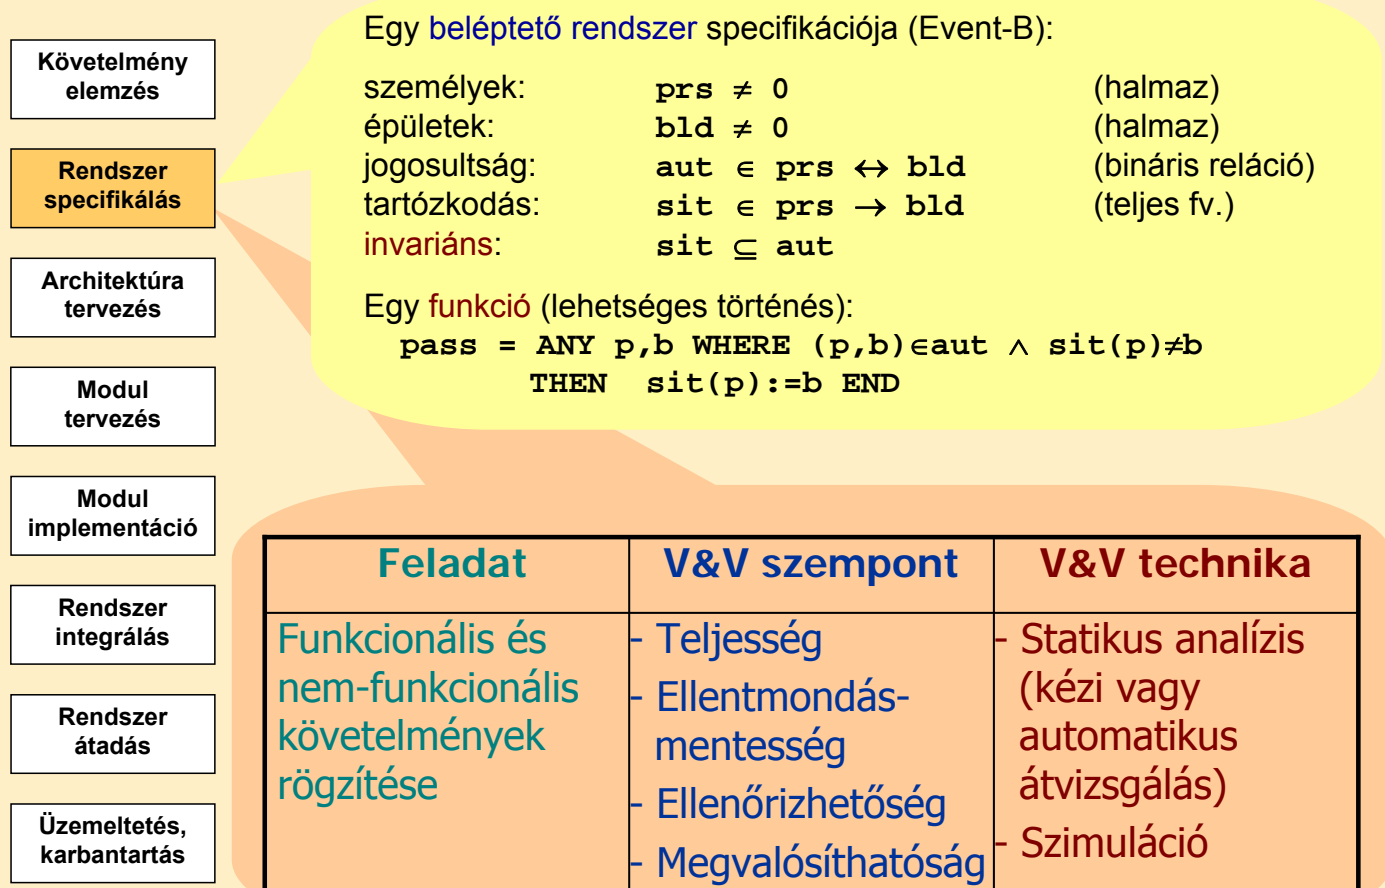 Követelmény
elemzés
Rendszer
specifikálás
Architektúra
tervezés
Modul
tervezés
Modul
implementáció
Rendszer
integrálás
Rendszer
átadás
Üzemeltetés,
karbantartás
Egy beléptető rendszer specifikációja (Event-B):
személyek: prs ≠ 0 (halmaz)
épületek: bld ≠ 0 (halmaz)
jogosultság: aut ∈ prs ↔ bld (bináris reláció)
tartózkodás: sit ∈ prs → bld (teljes fv.)
invariáns: sit ⊆ aut
Egy funkció (lehetséges történés):
pass = ANY p,b WHERE (p,b)∈aut ∧ sit(p)≠b
THEN sit(p):=b END
Feladat V&V szempont V&V technika
Funkcionális és
nem-funkcionális
követelmények
rögzítése
- Teljesség
- Ellentmondás-
mentesség
- Ellenőrizhetőség
- Megvalósíthatóság
- Statikus analízis
(kézi vagy
automatikus
átvizsgálás)
- Szimuláció